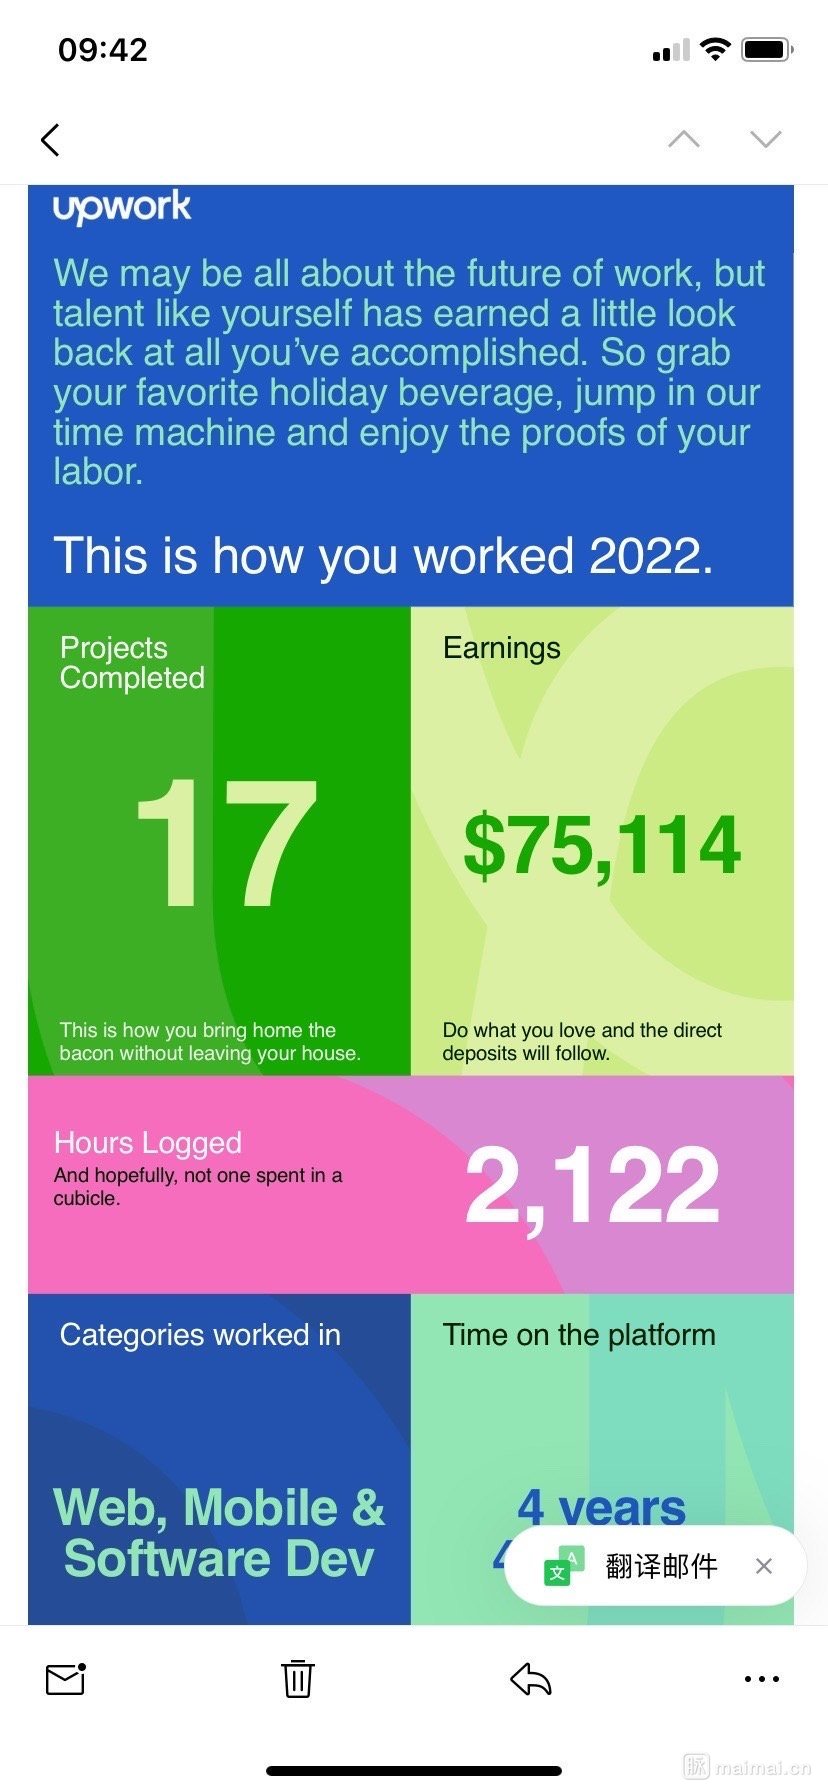 09:42
upwork
We may be all about the future of work, but
talent like yourself has earned a little look
back at all you’ve accomplished. So grab
your favorite holiday beverage, jump in our
time machine and enjoy the proofs of your
labor.
This is how you worked 2022.
Projects
Completed
17
This is how you bring home the
bacon without leaving your house.
Earnings
$75,114
Do what you love and the direct
deposits will follow.
Hours Logged
And hopefully, not one spent in a
cubicle.
2,122
Categories worked in
Web, Mobile &
Software Dev
Time on the platform
4 years
文 A 翻译邮件
脉 maimai.cn